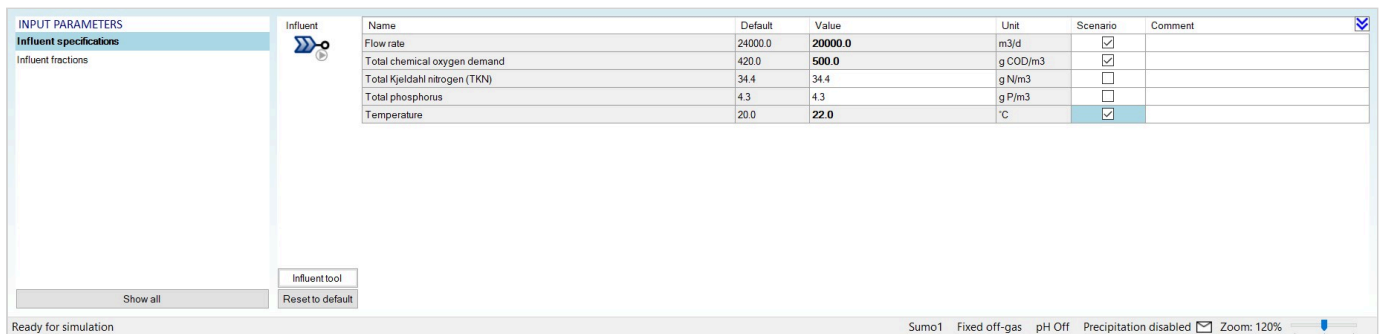 INPUT PARAMETERS
Influent specifications
Influent fractions
Show all
Influent
Influent tool
Reset to default
Name Default Value Unit Scenario Comment
Flow rate 24000.0 20000.0 m3/d
Total chemical oxygen demand 420.0 500.0 g COD/m3
Total Kjeldahl nitrogen (TKN) 34.4 34.4 g N/m3
Total phosphorus 4.3 4.3 g P/m3
Temperature 20.0 22.0 °C
Ready for simulation Sumo1 Fixed off-gas pH Off Precipitation disabled Zoom: 120%